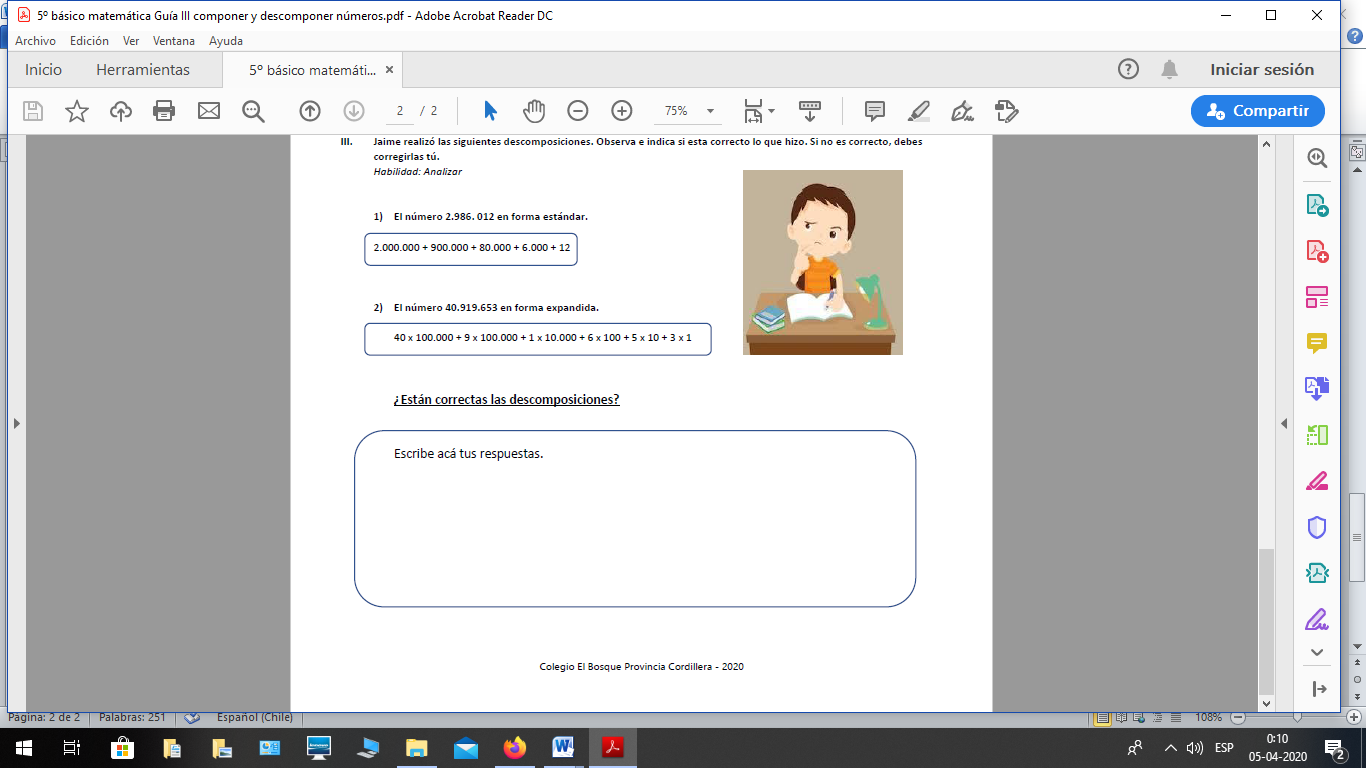 5º básico matemática Guía III componer y descomponer números.pdf - Adobe Acrobat Reader DC
Archivo Edición Ver Ventana Ayuda
Inicio Herramientas 5º básico matemáti... × Iniciar sesión
2 / 2 75% Compartir
III. Jaime realizó las siguientes descomposiciones. Observa e indica si esta correcto lo que hizo. Si no es correcto, debes
corregirlas tú.
Habilidad: Analizar
1) El número 2.986. 012 en forma estándar.
2.000.000 + 900.000 + 80.000 + 6.000 + 12
2) El número 40.919.653 en forma expandida.
40 x 100.000 + 9 x 100.000 + 1 x 10.000 + 6 x 100 + 5 x 10 + 3 x 1
¿Están correctas las descomposiciones?
Escribe acá tus respuestas.
Colegio El Bosque Provincia Cordillera - 2020
Página: 2 de 2 Palabras: 251 Español (Chile) 108%
ESP
0:10
05-04-2020
2